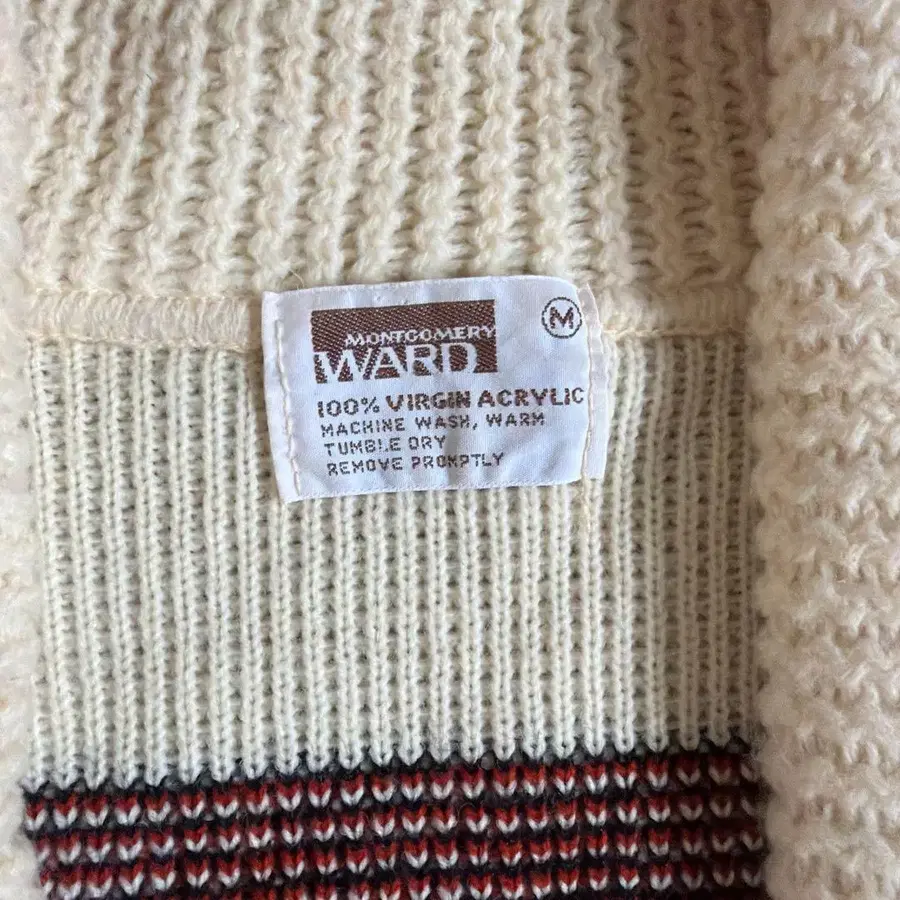 MONTGOMERY
WARD
M
100% VIRGIN ACRYLIC
MACHINE WASH, WARM
TUMBLE DRY
REMOVE PROMPTLY